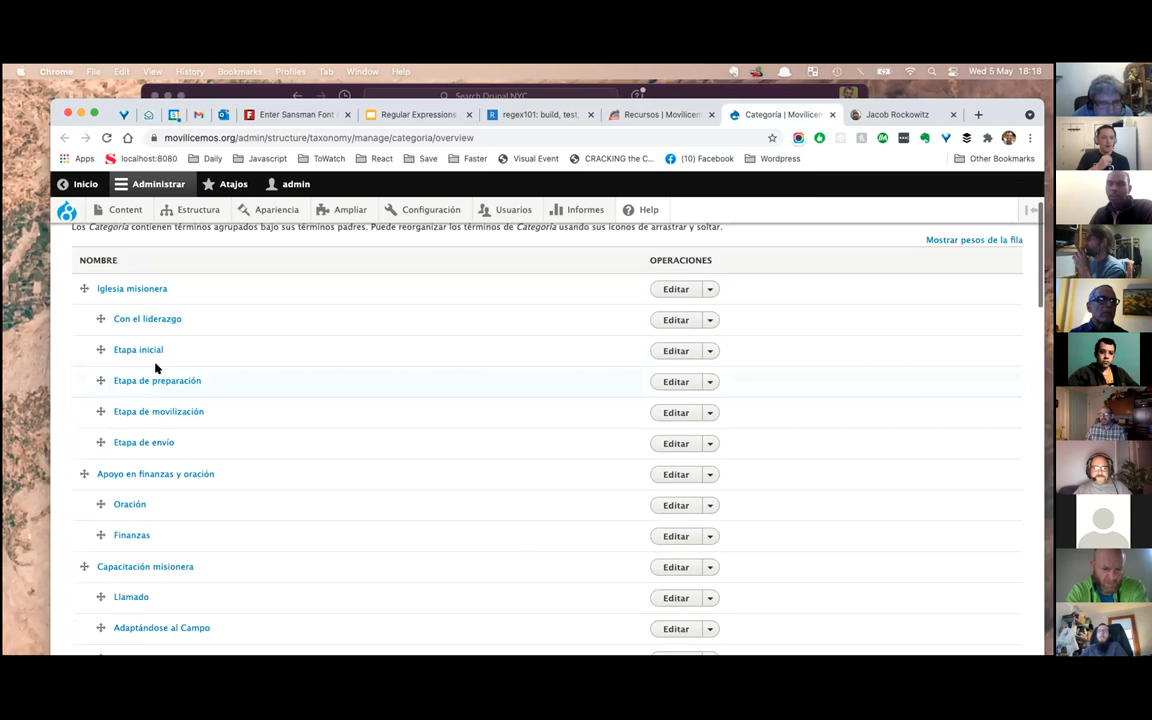 Chrome File Edit View History Bookmarks Profiles Tab Window Help Wed 5 May 18:18
Search Drupal NYC
Enter Sansman Font Regular Expressions regex101: build, test, Recursos | Movilicem Categoría | Movilicem Jacob Rockowitz
movilicemos.org/admin/structure/taxonomy/manage/categoria/overview
Apps localhost:8080 Daily Javascript ToWatch React Save Faster Visual Event CRACKING the C... (10) Facebook Wordpress Other Bookmarks
Inicio Administrar Atajos admin
Content Estructura Apariencia Ampliar Configuración Usuarios Informes Help
Los Categoría contienen términos agrupados bajo sus términos padres. Puede reorganizar los términos de Categoría usando sus iconos de arrastrar y soltar.
Mostrar pesos de la fila
NOMBRE OPERACIONES
Iglesia misionera Editar
Con el liderazgo Editar
Etapa inicial Editar
Etapa de preparación Editar
Etapa de movilización Editar
Etapa de envío Editar
Apoyo en finanzas y oración Editar
Oración Editar
Finanzas Editar
Capacitación misionera Editar
Llamado Editar
Adaptándose al Campo Editar